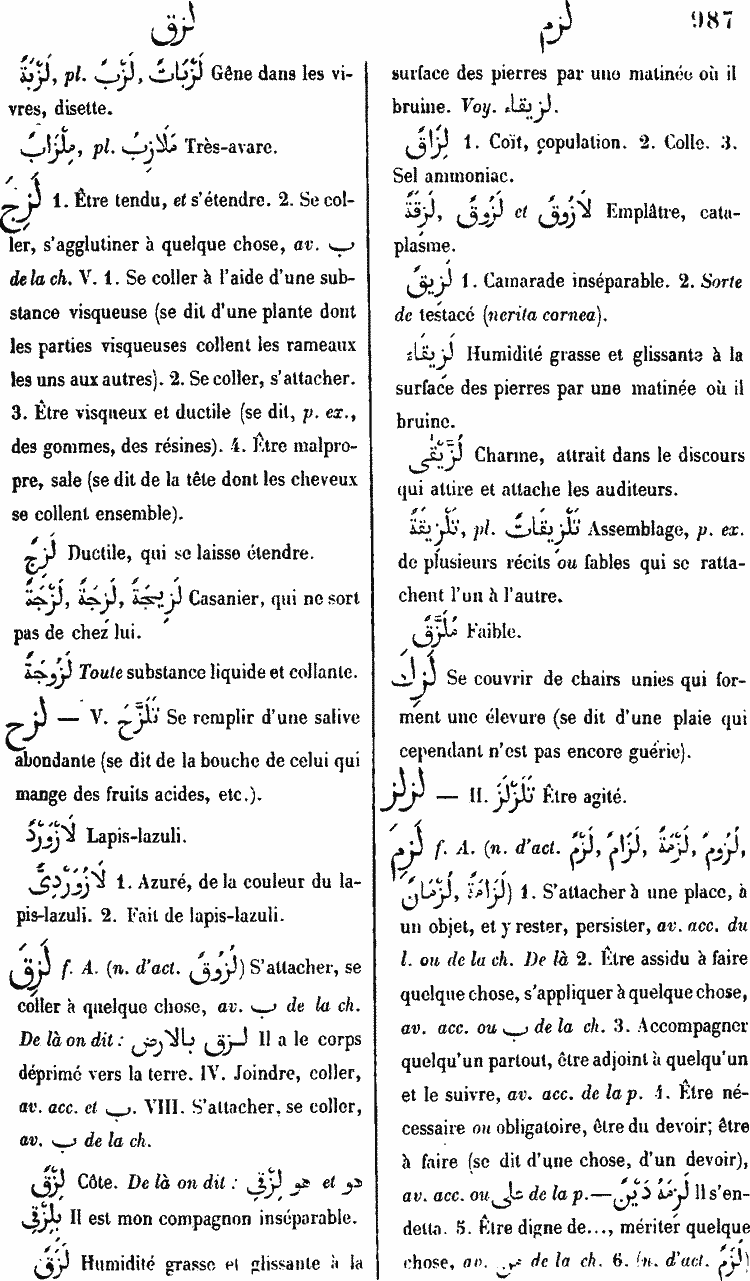 لزق
لزم
987
لَزْبَةٌ, pl. لَزْبٌ, لَزْبَاتٌ Gêne dans les vi-
vres, disette.
مِلْزَابٌ, pl. مَلَازِبُ Très-avare.
لَزِجَ 1. Être tendu, et s'étendre. 2. Se col-
ler, s'agglutiner à quelque chose, av. ب
de la ch. V. 1. Se coller à l'aide d'une sub-
stance visqueuse (se dit d'une plante dont
les parties visqueuses collent les rameaux
les uns aux autres). 2. Se coller, s'attacher.
3. Être visqueux et ductile (se dit, p. ex.,
des gommes, des résines). 4. Être malpro-
pre, sale (se dit de la tête dont les cheveux
se collent ensemble).
لَزِجٌ Ductile, qui se laisse étendre.
لَزْجَةٌ, لَزِجَةٌ, لَزِيجَةٌ Casanier, qui ne sort
pas de chez lui.
لُزُوجَةٌ Toute substance liquide et collante.
لزح — V. تَلَزَّحَ Se remplir d'une salive
abondante (se dit de la bouche de celui qui
mange des fruits acides, etc.).
لَازْوَرْدٌ Lapis-lazuli.
لَازُوَرْدِىٌّ 1. Azuré, de la couleur du la-
pis-lazuli. 2. Fait de lapis-lazuli.
لَزِقَ f. A. (n. d'act. لُزُوقٌ) S'attacher, se
coller à quelque chose, av. ب de la ch.
De là on dit : لزق بالارض Il a le corps
déprimé vers la terre. IV. Joindre, coller,
av. acc. et ب. VIII. S'attacher, se coller,
av. ب de la ch.
لِزْقٌ Côte. De là on dit : هو لِزْقِى et هو
بِلِزْقِى Il est mon compagnon inséparable.
لَزَقٌ Humidité grasse et glissante à la
surface des pierres par une matinée où il
bruine. Voy. لزيقاء.
لِزَاقٌ 1. Coït, copulation. 2. Colle. 3.
Sel ammoniac.
لَزْقَةٌ, لَزُوقٌ et لَازُوقٌ Emplâtre, cata-
plasme.
لَزِيقٌ 1. Camarade inséparable. 2. Sorte
de testacé (nerita cornea).
لَزِيقَاء Humidité grasse et glissante à la
surface des pierres par une matinée où il
bruine.
لُزَّيْقَى Charme, attrait dans le discours
qui attire et attache les auditeurs.
تَلْزِيقَةٌ, pl. تَلْزِيقَاتٌ Assemblage, p. ex.
de plusieurs récits ou fables qui se ratta-
chent l'un à l'autre.
مُلَزَّقٌ Faible.
لَزِكَ Se couvrir de chairs unies qui for-
ment une élevure (se dit d'une plaie qui
cependant n'est pas encore guérie).
لزلز — II. تَلَزْلَزَ Être agité.
لَزِمَ f. A. (n. d'act. لُزُومٌ, لَزْمَةٌ, لَزَامٌ, لَزْمٌ,
لَزَامَةٌ, لُزْمَانٌ) 1. S'attacher à une place, à
un objet, et y rester, persister, av. acc. du
l. ou de la ch. De là 2. Être assidu à faire
quelque chose, s'appliquer à quelque chose,
av. acc. ou ب de la ch. 3. Accompagner
quelqu'un partout, être adjoint à quelqu'un
et le suivre, av. acc. de la p. 4. Être né-
cessaire ou obligatoire, être du devoir; être
à faire (se dit d'une chose, d'un devoir),
av. acc. ou على de la p.— لَزِمَهُ دَيْنٌ Il s'en-
detta. 5. Être digne de..., mériter quelque
chose, av. من de la ch. 6. (n. d'act. لَزْمٌ)